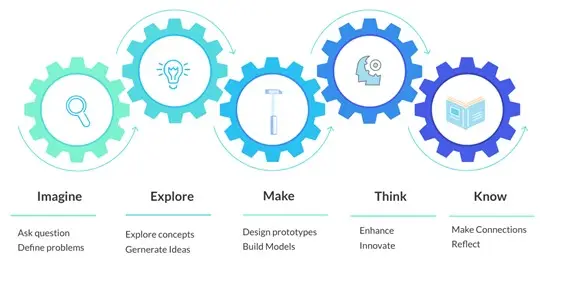 Imagine
Ask question
Define problems
Explore
Explore concepts
Gernerate Ideas
Make
Design prototypes
Build Models
Think
Enhance
Innovate
Know
Make Connections
Reflect